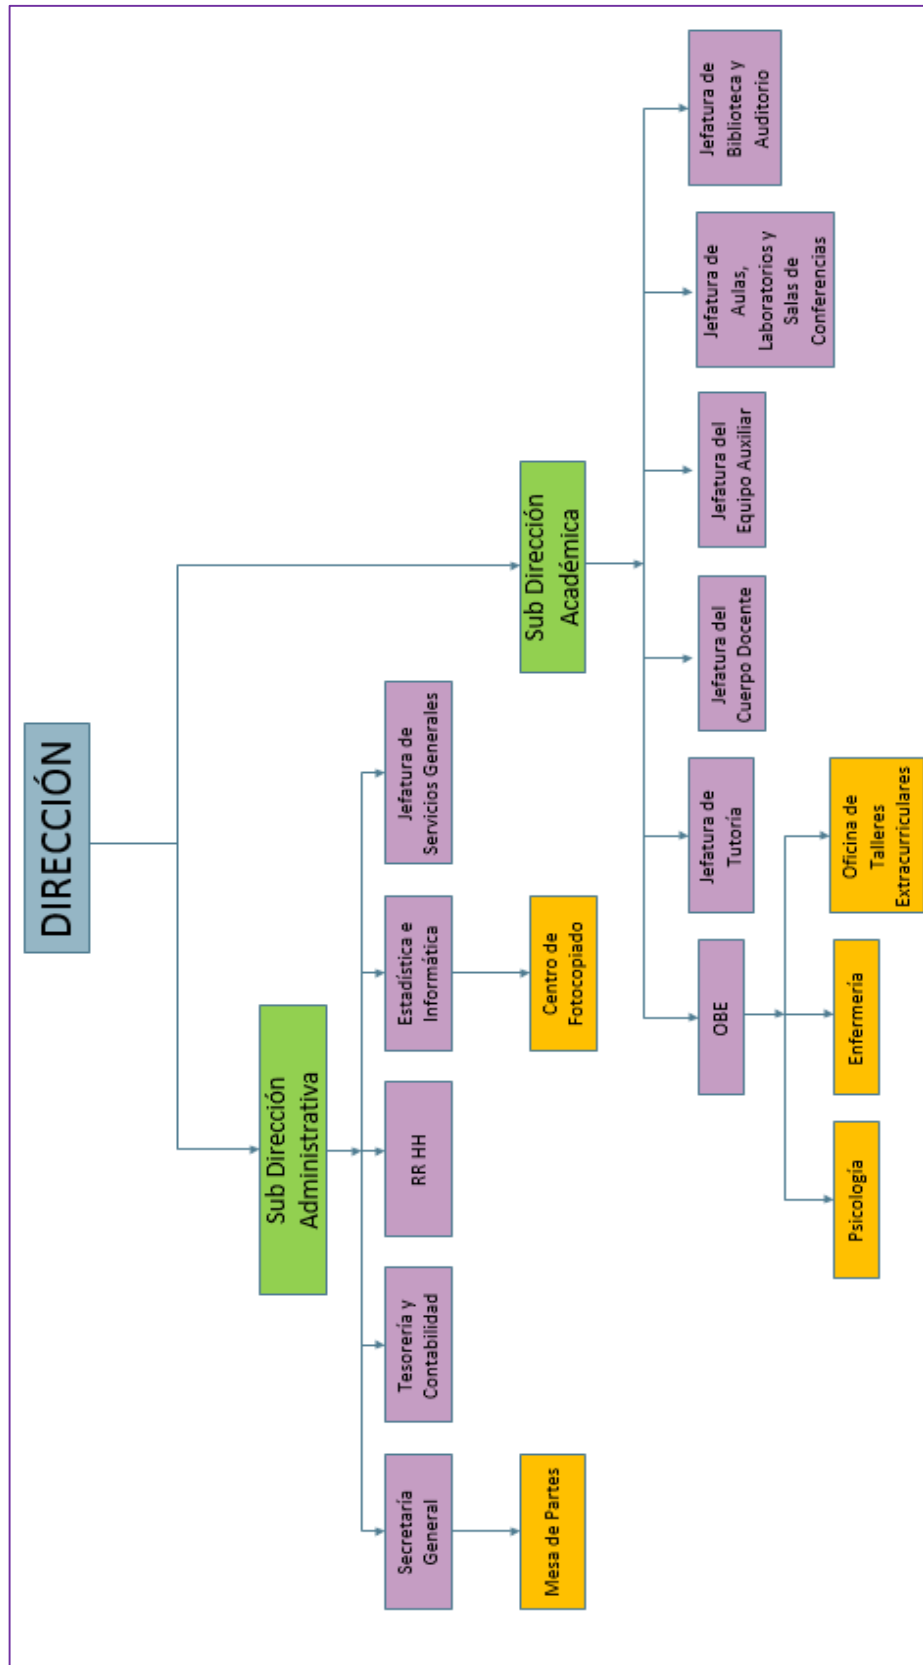 DIRECCIÓN
Sub Dirección
Administrativa
Sub Dirección
Académica
Secretaría
General
Tesorería y
Contabilidad
RR HH
Estadística e
Informática
Jefatura de
Servicios Generales
Mesa de Partes
Centro de
Fotocopiado
OBE
Jefatura de
Tutoría
Jefatura del
Cuerpo Docente
Jefatura del
Equipo Auxiliar
Jefatura de
Aulas,
Laboratorios y
Salas de
Conferencias
Jefatura de
Biblioteca y
Auditorio
Psicología
Enfermería
Oficina de
Talleres
Extracurriculares